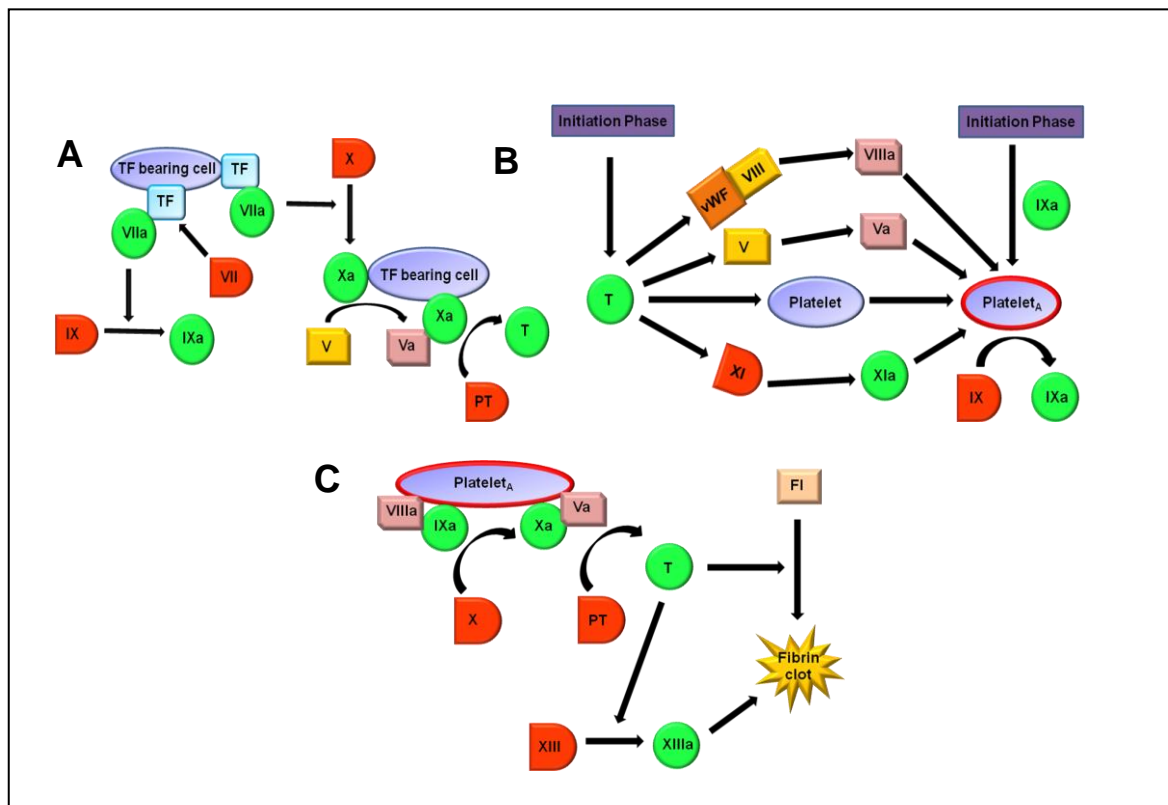 A
TF bearing cell
TF
TF
VIIa
VIIa
VII
IX
IXa
X
Xa
TF bearing cell
Xa
V
Va
T
PT
B
Initiation Phase
Initiation Phase
vWF
VIII
VIIIa
IXa
V
Va
T
Platelet
PlateletA
XI
XIa
IX
IXa
C
PlateletA
VIIIa
IXa
Xa
Va
FI
T
X
PT
Fibrin
clot
XIII
XIIIa